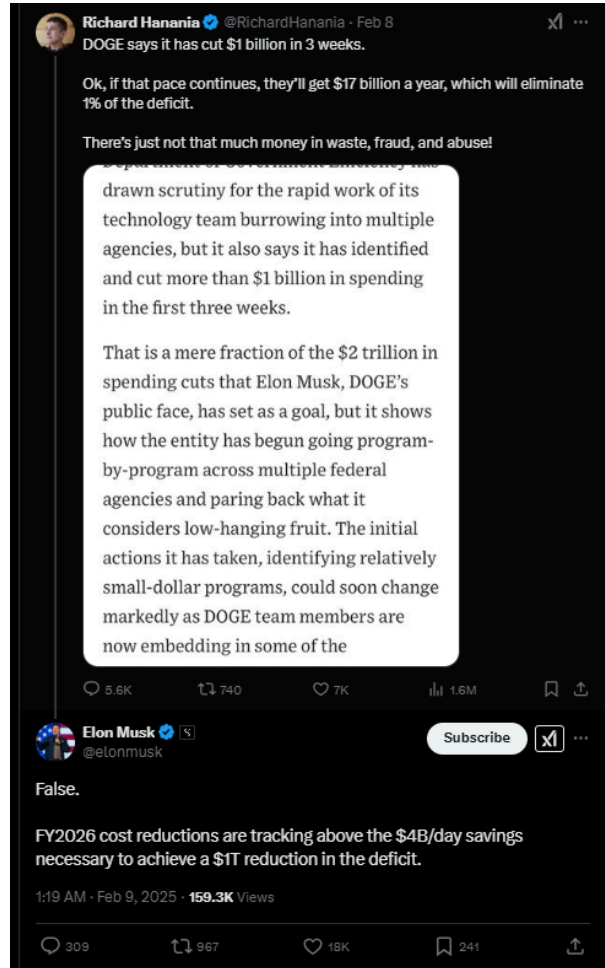 Richard Hanania @RichardHanania · Feb 8
DOGE says it has cut $1 billion in 3 weeks.
Ok, if that pace continues, they'll get $17 billion a year, which will eliminate
1% of the deficit.
There's just not that much money in waste, fraud, and abuse!
Department of Government Efficiency has
drawn scrutiny for the rapid work of its
technology team burrowing into multiple
agencies, but it also says it has identified
and cut more than $1 billion in spending
in the first three weeks.
That is a mere fraction of the $2 trillion in
spending cuts that Elon Musk, DOGE's
public face, has set as a goal, but it shows
how the entity has begun going program-
by-program across multiple federal
agencies and paring back what it
considers low-hanging fruit. The initial
actions it has taken, identifying relatively
small-dollar programs, could soon change
markedly as DOGE team members are
now embedding in some of the
5.6K 740 7K 1.6M
Elon Musk
@elonmusk
Subscribe
False.
FY2026 cost reductions are tracking above the $4B/day savings
necessary to achieve a $1T reduction in the deficit.
1:19 AM · Feb 9, 2025 · 159.3K Views
309 967 18K 241